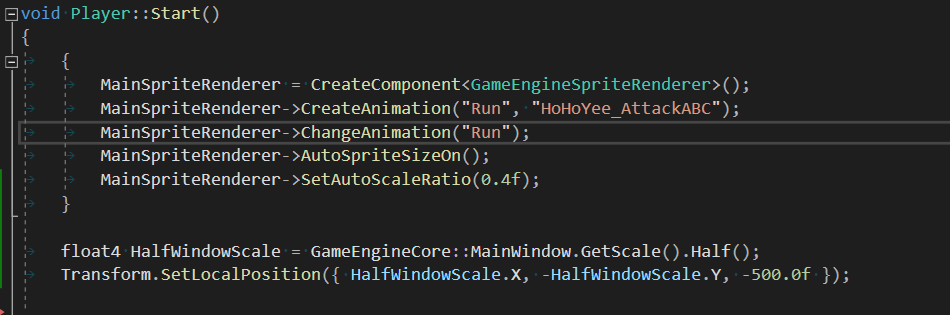 void Player::Start()
{
    {
        MainSpriteRenderer = CreateComponent<GameEngineSpriteRenderer>();
        MainSpriteRenderer->CreateAnimation("Run", "HoHoYee_AttackABC");
        MainSpriteRenderer->ChangeAnimation("Run");
        MainSpriteRenderer->AutoSpriteSizeOn();
        MainSpriteRenderer->SetAutoScaleRatio(0.4f);
    }
    float4 HalfWindowScale = GameEngineCore::MainWindow.GetScale().Half();
    Transform.SetLocalPosition({ HalfWindowScale.X, -HalfWindowScale.Y, -500.0f });